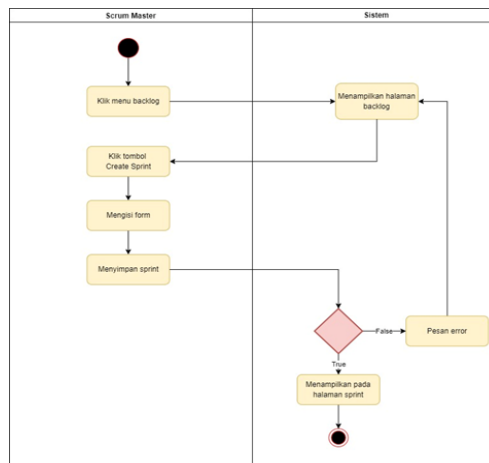 Scrum Master
Sistem
Klik menu backlog
Menampilkan halaman
backlog
Klik tombol
Create Sprint
Mengisi form
Menyimpan sprint
False
Pesan error
True
Menampilkan pada
halaman sprint